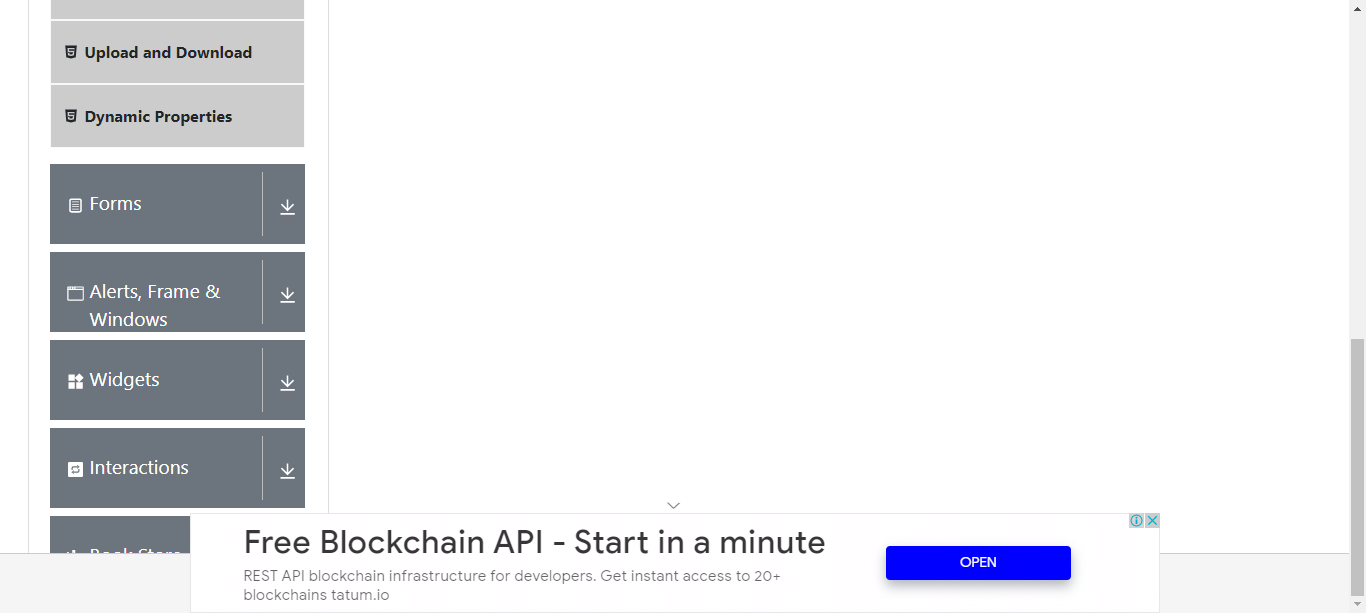 Upload and Download
Dynamic Properties
Forms
Alerts, Frame &
Windows
Widgets
Interactions
Book Store
Free Blockchain API - Start in a minute
REST API blockchain infrastructure for developers. Get instant access to 20+
blockchains tatum.io
OPEN